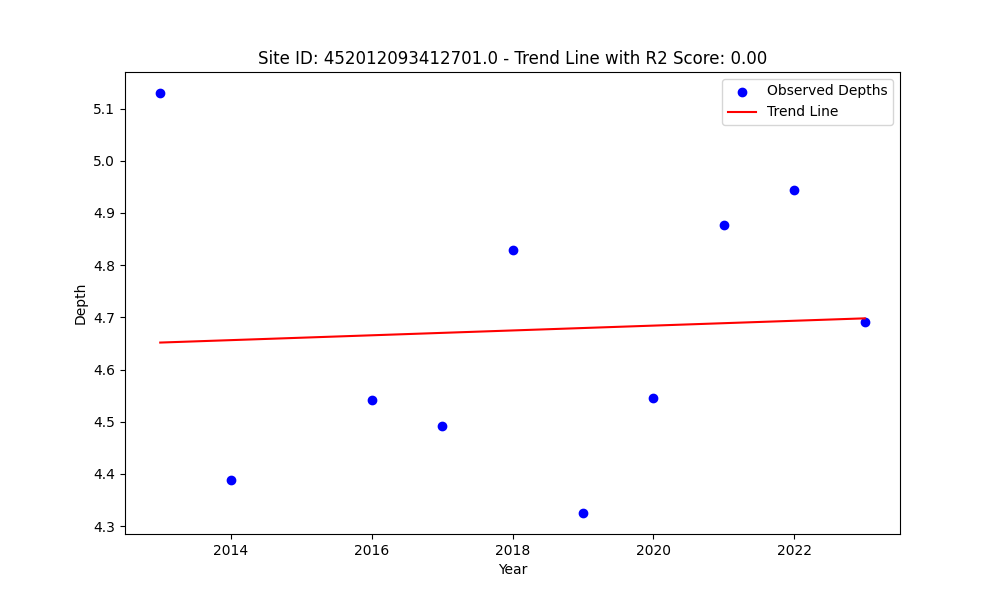 Site ID: 452012093412701.0 - Trend Line with R2 Score: 0.00
Observed Depths
Trend Line
5.1
5.0
4.9
4.8
4.7
4.6
4.5
4.4
4.3
Depth
2014 2016 2018 2020 2022
Year